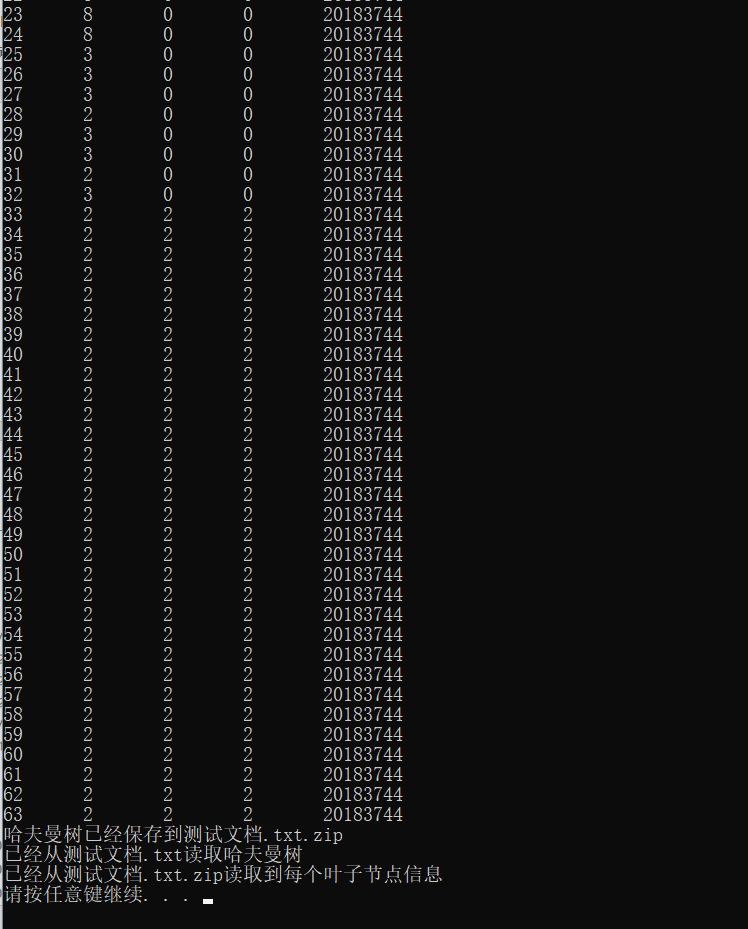 23 8 0 0 20183744
24 8 0 0 20183744
25 3 0 0 20183744
26 3 0 0 20183744
27 3 0 0 20183744
28 2 0 0 20183744
29 3 0 0 20183744
30 3 0 0 20183744
31 2 0 0 20183744
32 3 0 0 20183744
33 2 2 2 20183744
34 2 2 2 20183744
35 2 2 2 20183744
36 2 2 2 20183744
37 2 2 2 20183744
38 2 2 2 20183744
39 2 2 2 20183744
40 2 2 2 20183744
41 2 2 2 20183744
42 2 2 2 20183744
43 2 2 2 20183744
44 2 2 2 20183744
45 2 2 2 20183744
46 2 2 2 20183744
47 2 2 2 20183744
48 2 2 2 20183744
49 2 2 2 20183744
50 2 2 2 20183744
51 2 2 2 20183744
52 2 2 2 20183744
53 2 2 2 20183744
54 2 2 2 20183744
55 2 2 2 20183744
56 2 2 2 20183744
57 2 2 2 20183744
58 2 2 2 20183744
59 2 2 2 20183744
60 2 2 2 20183744
61 2 2 2 20183744
62 2 2 2 20183744
63 2 2 2 20183744
哈夫曼树已经保存到测试文档.txt.zip
已经从测试文档.txt读取哈夫曼树
已经从测试文档.txt.zip读取到每个叶子节点信息
请按任意键继续. . .